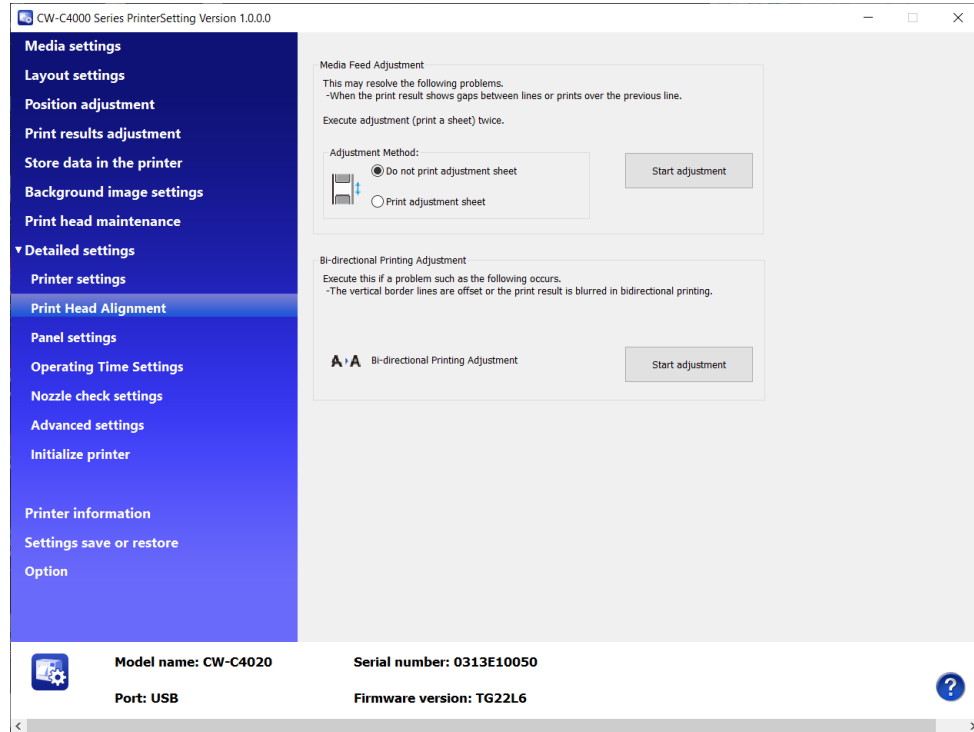 CW-C4000 Series PrinterSetting Version 1.0.0.0
Media settings
Layout settings
Position adjustment
Print results adjustment
Store data in the printer
Background image settings
Print head maintenance
Detailed settings
Printer settings
Print Head Alignment
Panel settings
Operating Time Settings
Nozzle check settings
Advanced settings
Initialize printer
Printer information
Settings save or restore
Option
Media Feed Adjustment
This may resolve the following problems.
-When the print result shows gaps between lines or prints over the previous line.
Execute adjustment (print a sheet) twice.
Adjustment Method:
Do not print adjustment sheet
Print adjustment sheet
Start adjustment
Bi-directional Printing Adjustment
Execute this if a problem such as the following occurs.
-The vertical border lines are offset or the print result is blurred in bidirectional printing.
A A Bi-directional Printing Adjustment
Start adjustment
Model name: CW-C4020
Serial number: 0313E10050
Port: USB
Firmware version: TG22L6
?